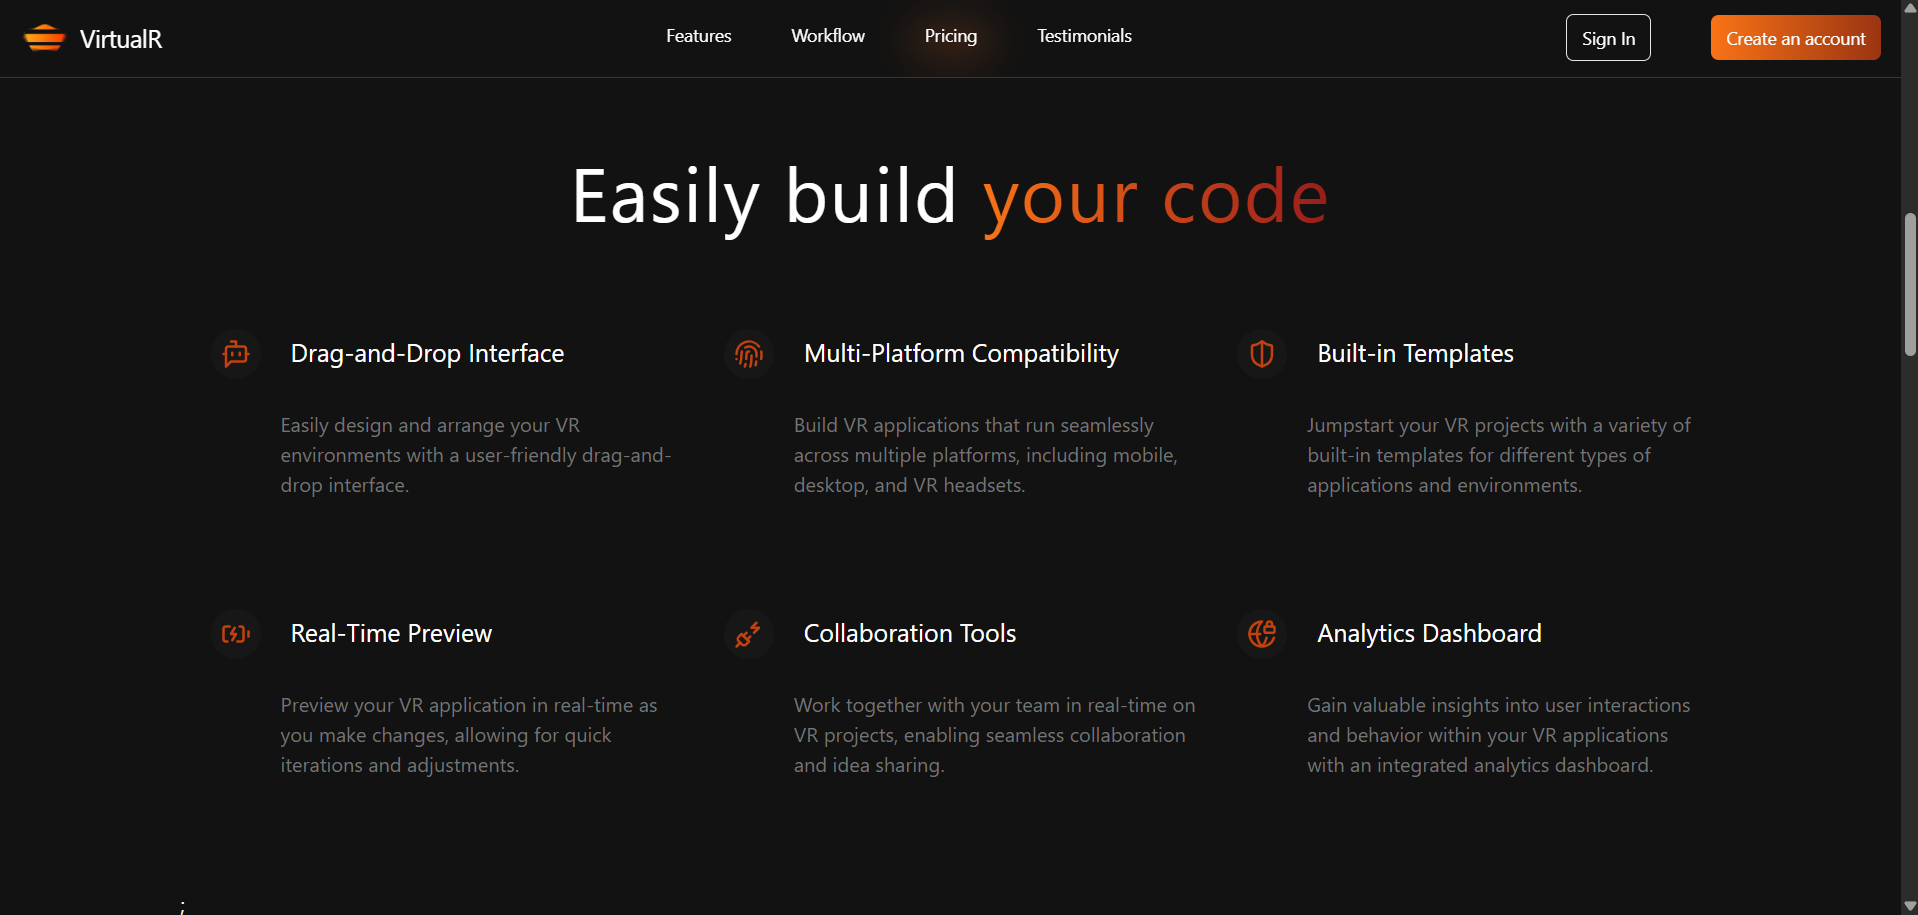 VirtualR
Features
Workflow
Pricing
Testimonials
Sign In
Create an account
Easily build your code
Drag-and-Drop Interface
Easily design and arrange your VR
environments with a user-friendly drag-and-
drop interface.
Multi-Platform Compatibility
Build VR applications that run seamlessly
across multiple platforms, including mobile,
desktop, and VR headsets.
Built-in Templates
Jumpstart your VR projects with a variety of
built-in templates for different types of
applications and environments.
Real-Time Preview
Preview your VR application in real-time as
you make changes, allowing for quick
iterations and adjustments.
Collaboration Tools
Work together with your team in real-time on
VR projects, enabling seamless collaboration
and idea sharing.
Analytics Dashboard
Gain valuable insights into user interactions
and behavior within your VR applications
with an integrated analytics dashboard.
;